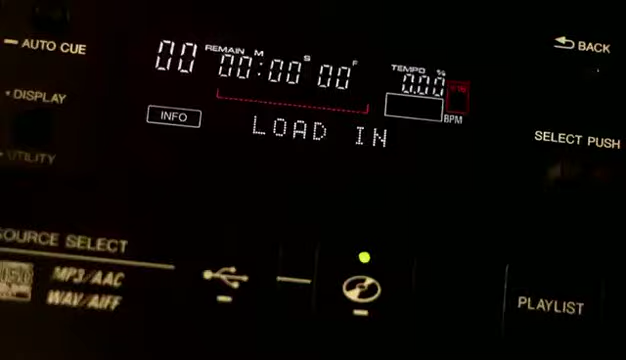 AUTO CUE
BACK
00 REMAIN 00:M 00 S 00 F
TEMPO %
0.00
DISPLAY
INFO
LOAD IN
BPM
SELECT PUSH
UTILITY
SOURCE SELECT
MP3/AAC
WAV/AIFF
PLAYLIST